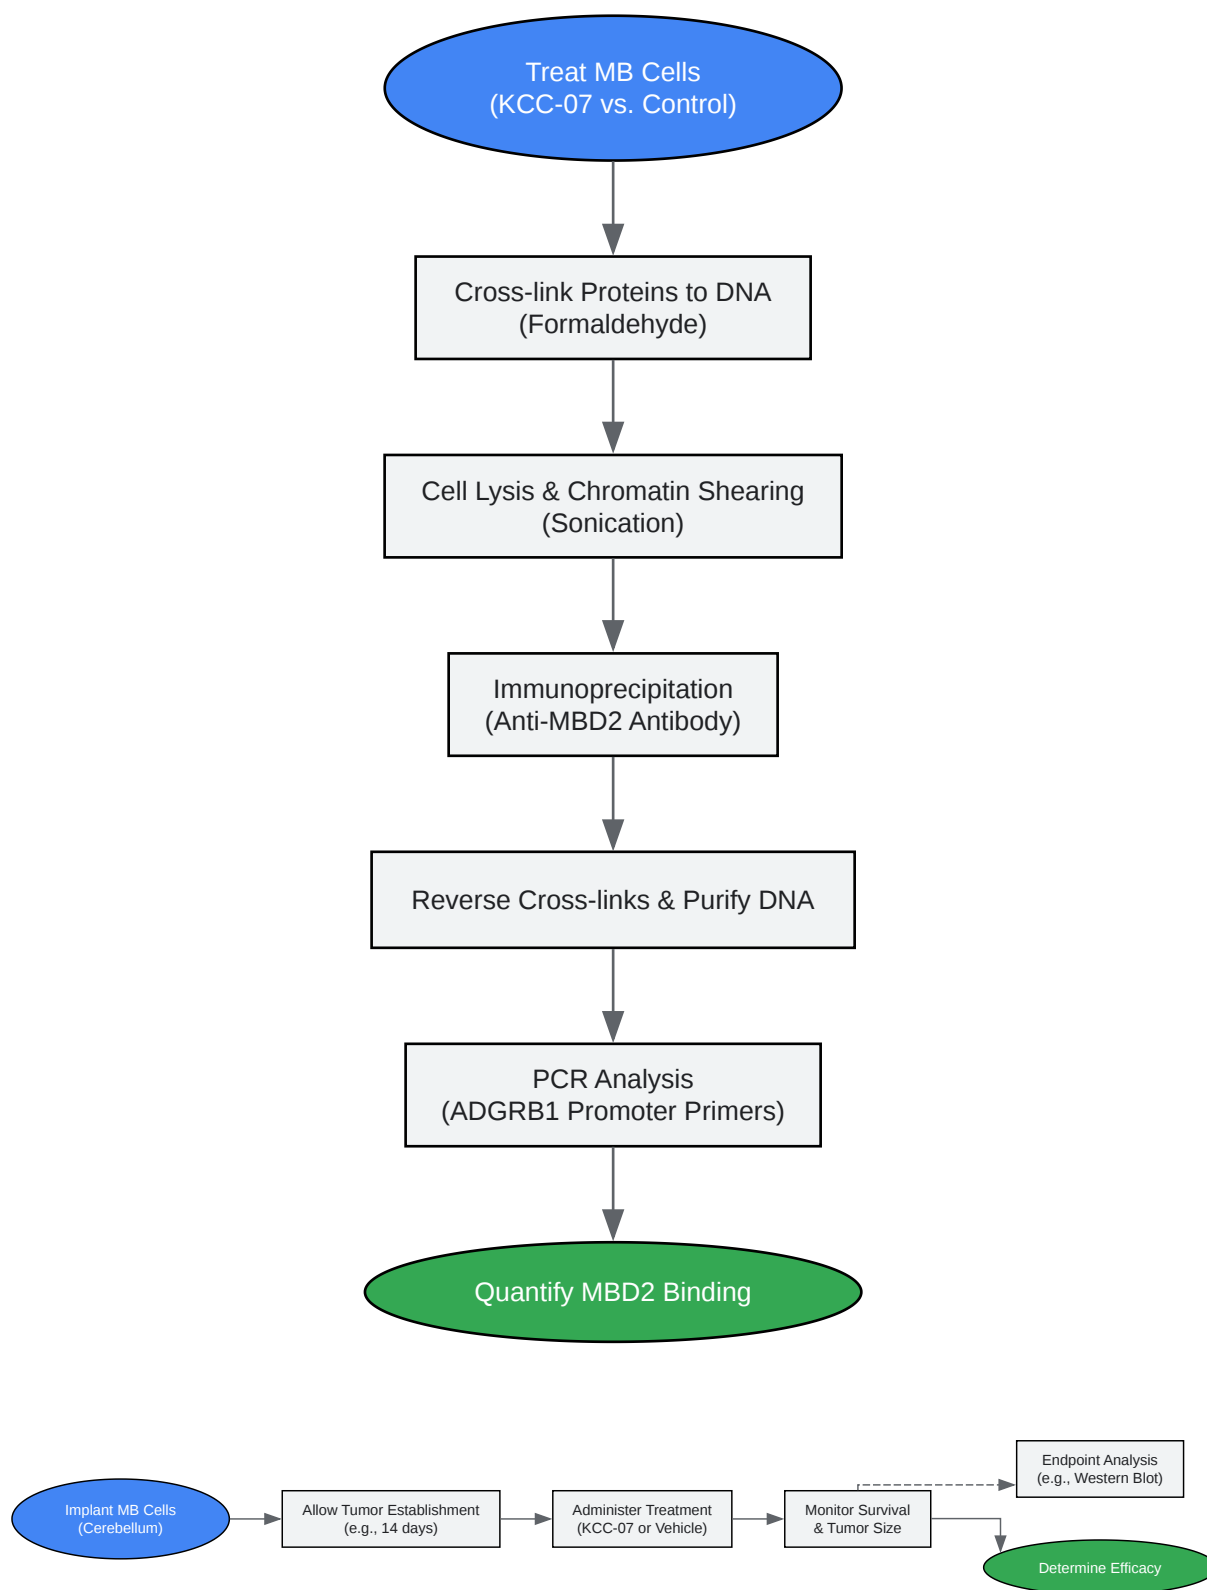 Treat MB Cells
(KCC-07 vs. Control)
Cross-link Proteins to DNA
(Formaldehyde)
Cell Lysis & Chromatin Shearing
(Sonication)
Immunoprecipitation
(Anti-MBD2 Antibody)
Reverse Cross-links & Purify DNA
PCR Analysis
(ADGRB1 Promoter Primers)
Quantify MBD2 Binding
Implant MB Cells
(Cerebellum)
Allow Tumor Establishment
(e.g., 14 days)
Administer Treatment
(KCC-07 or Vehicle)
Monitor Survival
& Tumor Size
Endpoint Analysis
(e.g., Western Blot)
Determine Efficacy